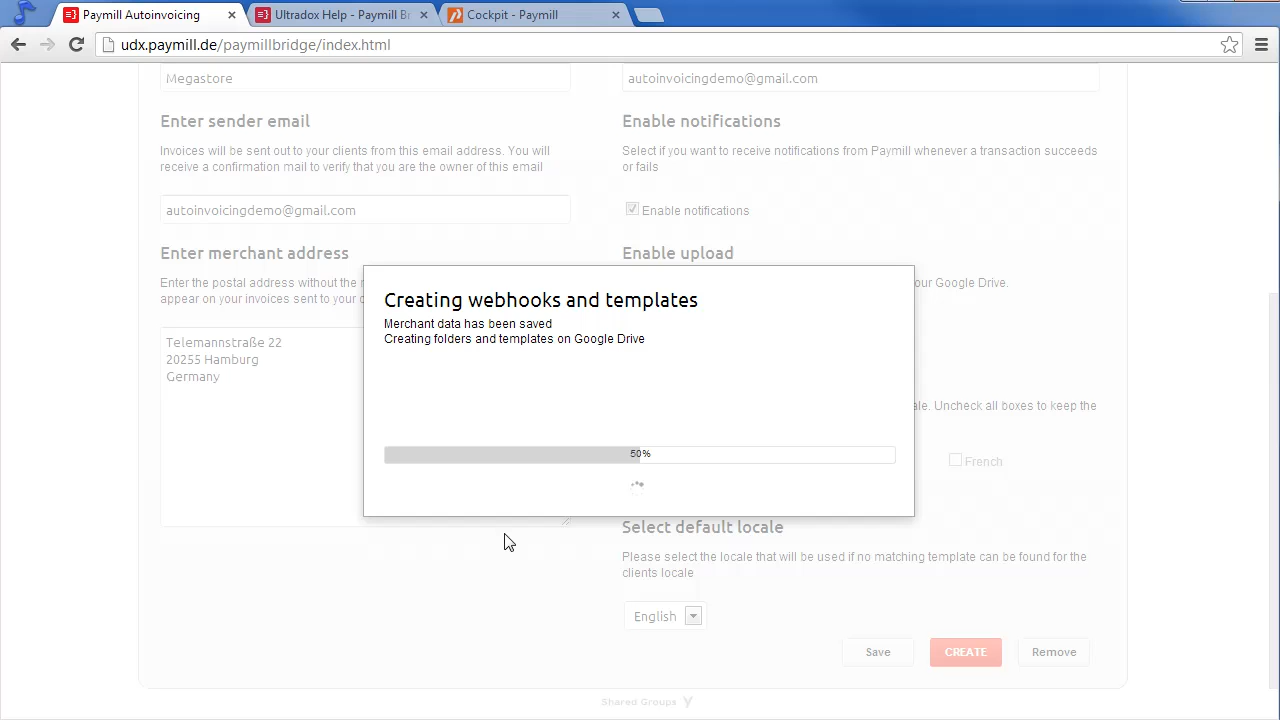 Paymill Autoinvoicing
Ultradox Help - Paymill Br
Cockpit - Paymill
udx.paymill.de/paymillbridge/index.html
Megastore
autoinvoicingdemo@gmail.com
Enter sender email
Invoices will be sent out to your clients from this email address. You will
receive a confirmation mail to verify that you are the owner of this email
autoinvoicingdemo@gmail.com
Enable notifications
Select if you want to receive notifications from Paymill whenever a transaction succeeds
or fails
Enable notifications
Enter merchant address
Enter the postal address without the
appear on your invoices sent to your
Telemannstraße 22
20255 Hamburg
Germany
Enable upload
our Google Drive.
Creating webhooks and templates
Merchant data has been saved
Creating folders and templates on Google Drive
50%
Uncheck all boxes to keep the
French
Select default locale
Please select the locale that will be used if no matching template can be found for the
clients locale
English
Save
CREATE
Remove
Shared Groups